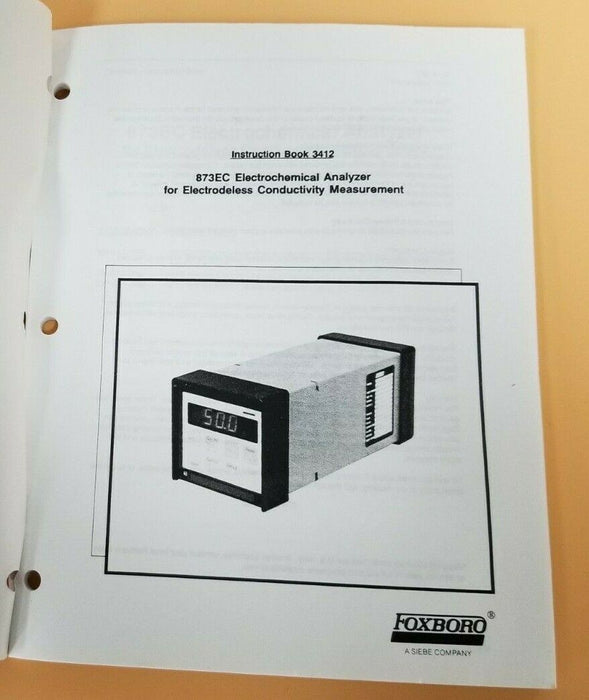 Instruction Book 3412
873EC Electrochemical Analyzer
for Electrodeless Conductivity Measurement
50.0
FOXBORO®
A SIEBE COMPANY